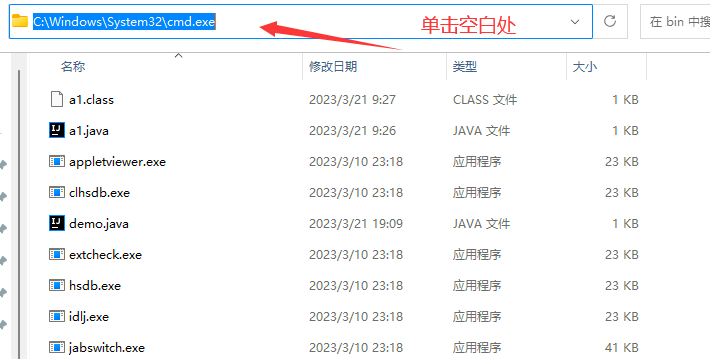 C:\Windows\System32\cmd.exe
单击空白处
在 bin 中搜
名称 修改日期 类型 大小
a1.class 2023/3/21 9:27 CLASS 文件 1 KB
a1.java 2023/3/21 9:26 JAVA 文件 1 KB
appletviewer.exe 2023/3/10 23:18 应用程序 23 KB
clhsdb.exe 2023/3/10 23:18 应用程序 23 KB
demo.java 2023/3/21 19:09 JAVA 文件 1 KB
extcheck.exe 2023/3/10 23:18 应用程序 23 KB
hsdb.exe 2023/3/10 23:18 应用程序 23 KB
idlj.exe 2023/3/10 23:18 应用程序 23 KB
jabswitch.exe 2023/3/10 23:18 应用程序 41 KB